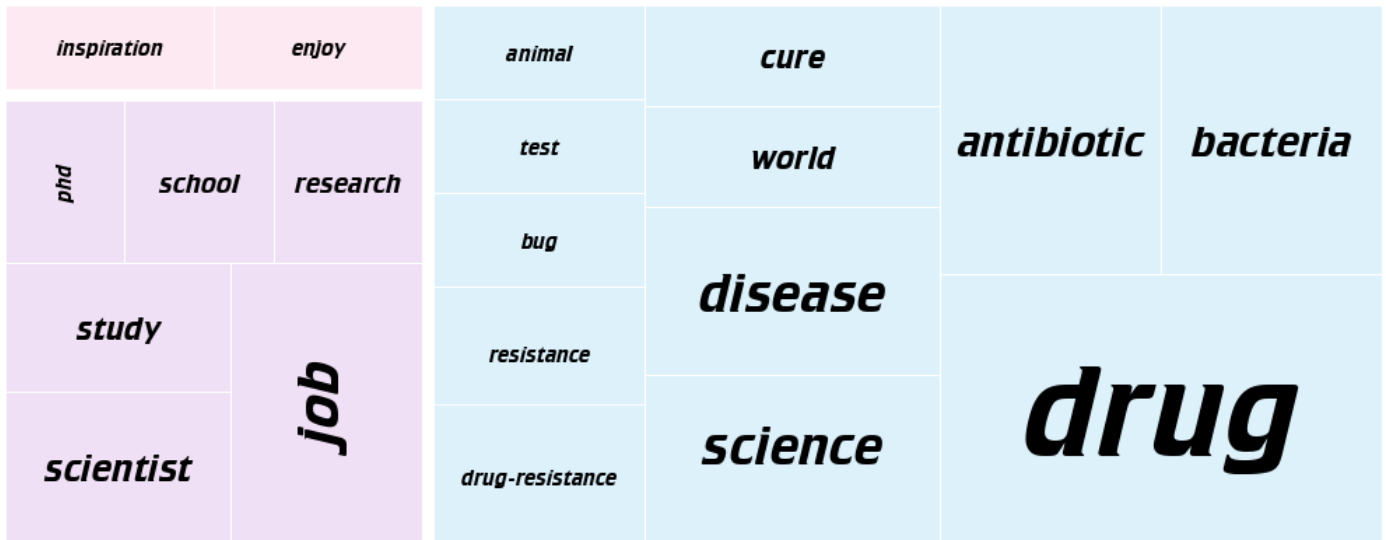 inspiration
enjoy
phd
school
research
study
scientist
job
animal
test
bug
resistance
drug-resistance
cure
world
disease
science
antibiotic
bacteria
drug